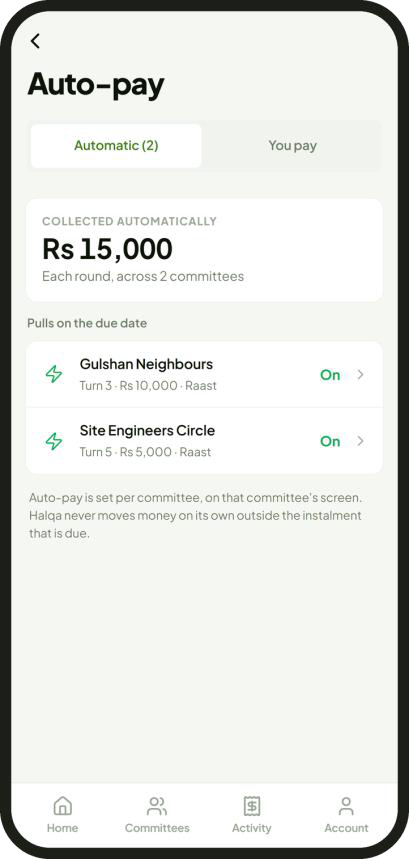 Auto-pay
Automatic (2)
You pay
COLLECTED AUTOMATICALLY
Rs 15,000
Each round, across 2 committees
Pulls on the due date
Gulshan Neighbours
On
Turn 3 · Rs 10,000 · Raast
Site Engineers Circle
On
Turn 5 · Rs 5,000 · Raast
Auto-pay is set per committee, on that committee's screen.
Halqa never moves money on its own outside the instalment
that is due.
Home
Committees
Activity
Account